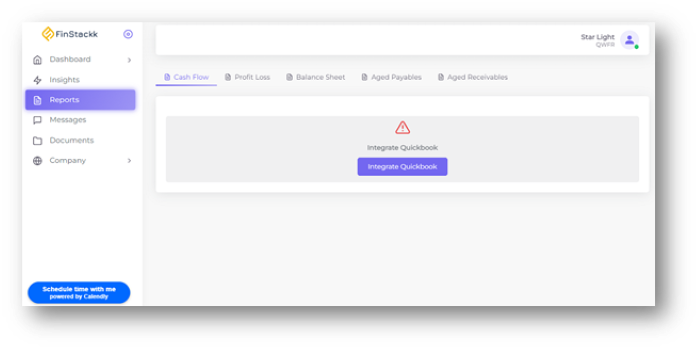 FinStackk
Star Light
QWFR
Dashboard
Insights
Reports
Messages
Documents
Company
Cash Flow
Profit Loss
Balance Sheet
Aged Payables
Aged Receivables
Integrate Quickbook
Integrate Quickbook
Schedule time with me
powered by Calendly